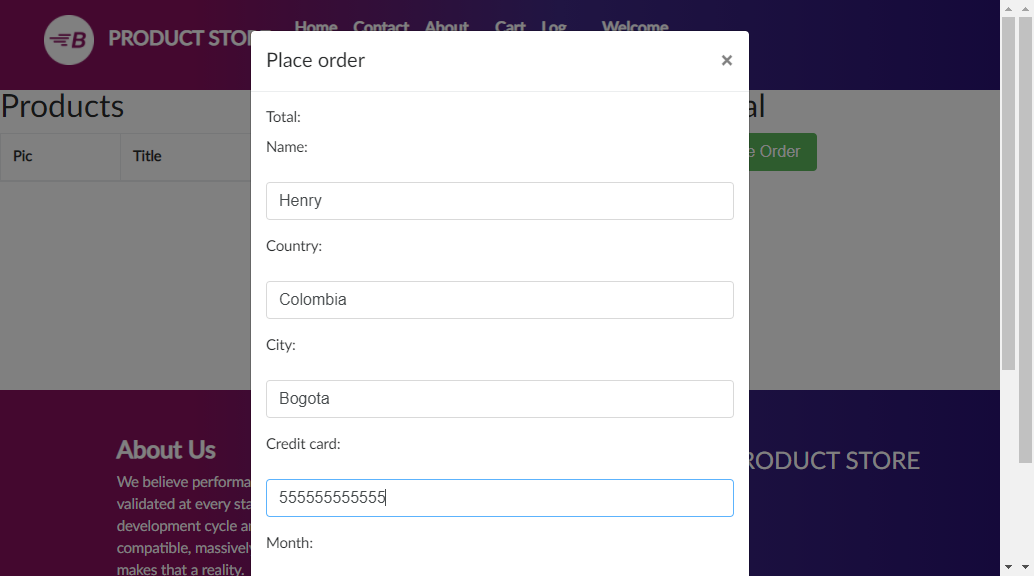 PRODUCT STO
Home Contact About Cart Log Welcome
Place order
×
Products
al
Pic
Title
e Order
Total:
Name:
Henry
Country:
Colombia
City:
Bogota
Credit card:
555555555555
Month:
About Us
We believe performa
validated at every sta
development cycle a
compatible, massivel
makes that a reality.
RODUCT STORE